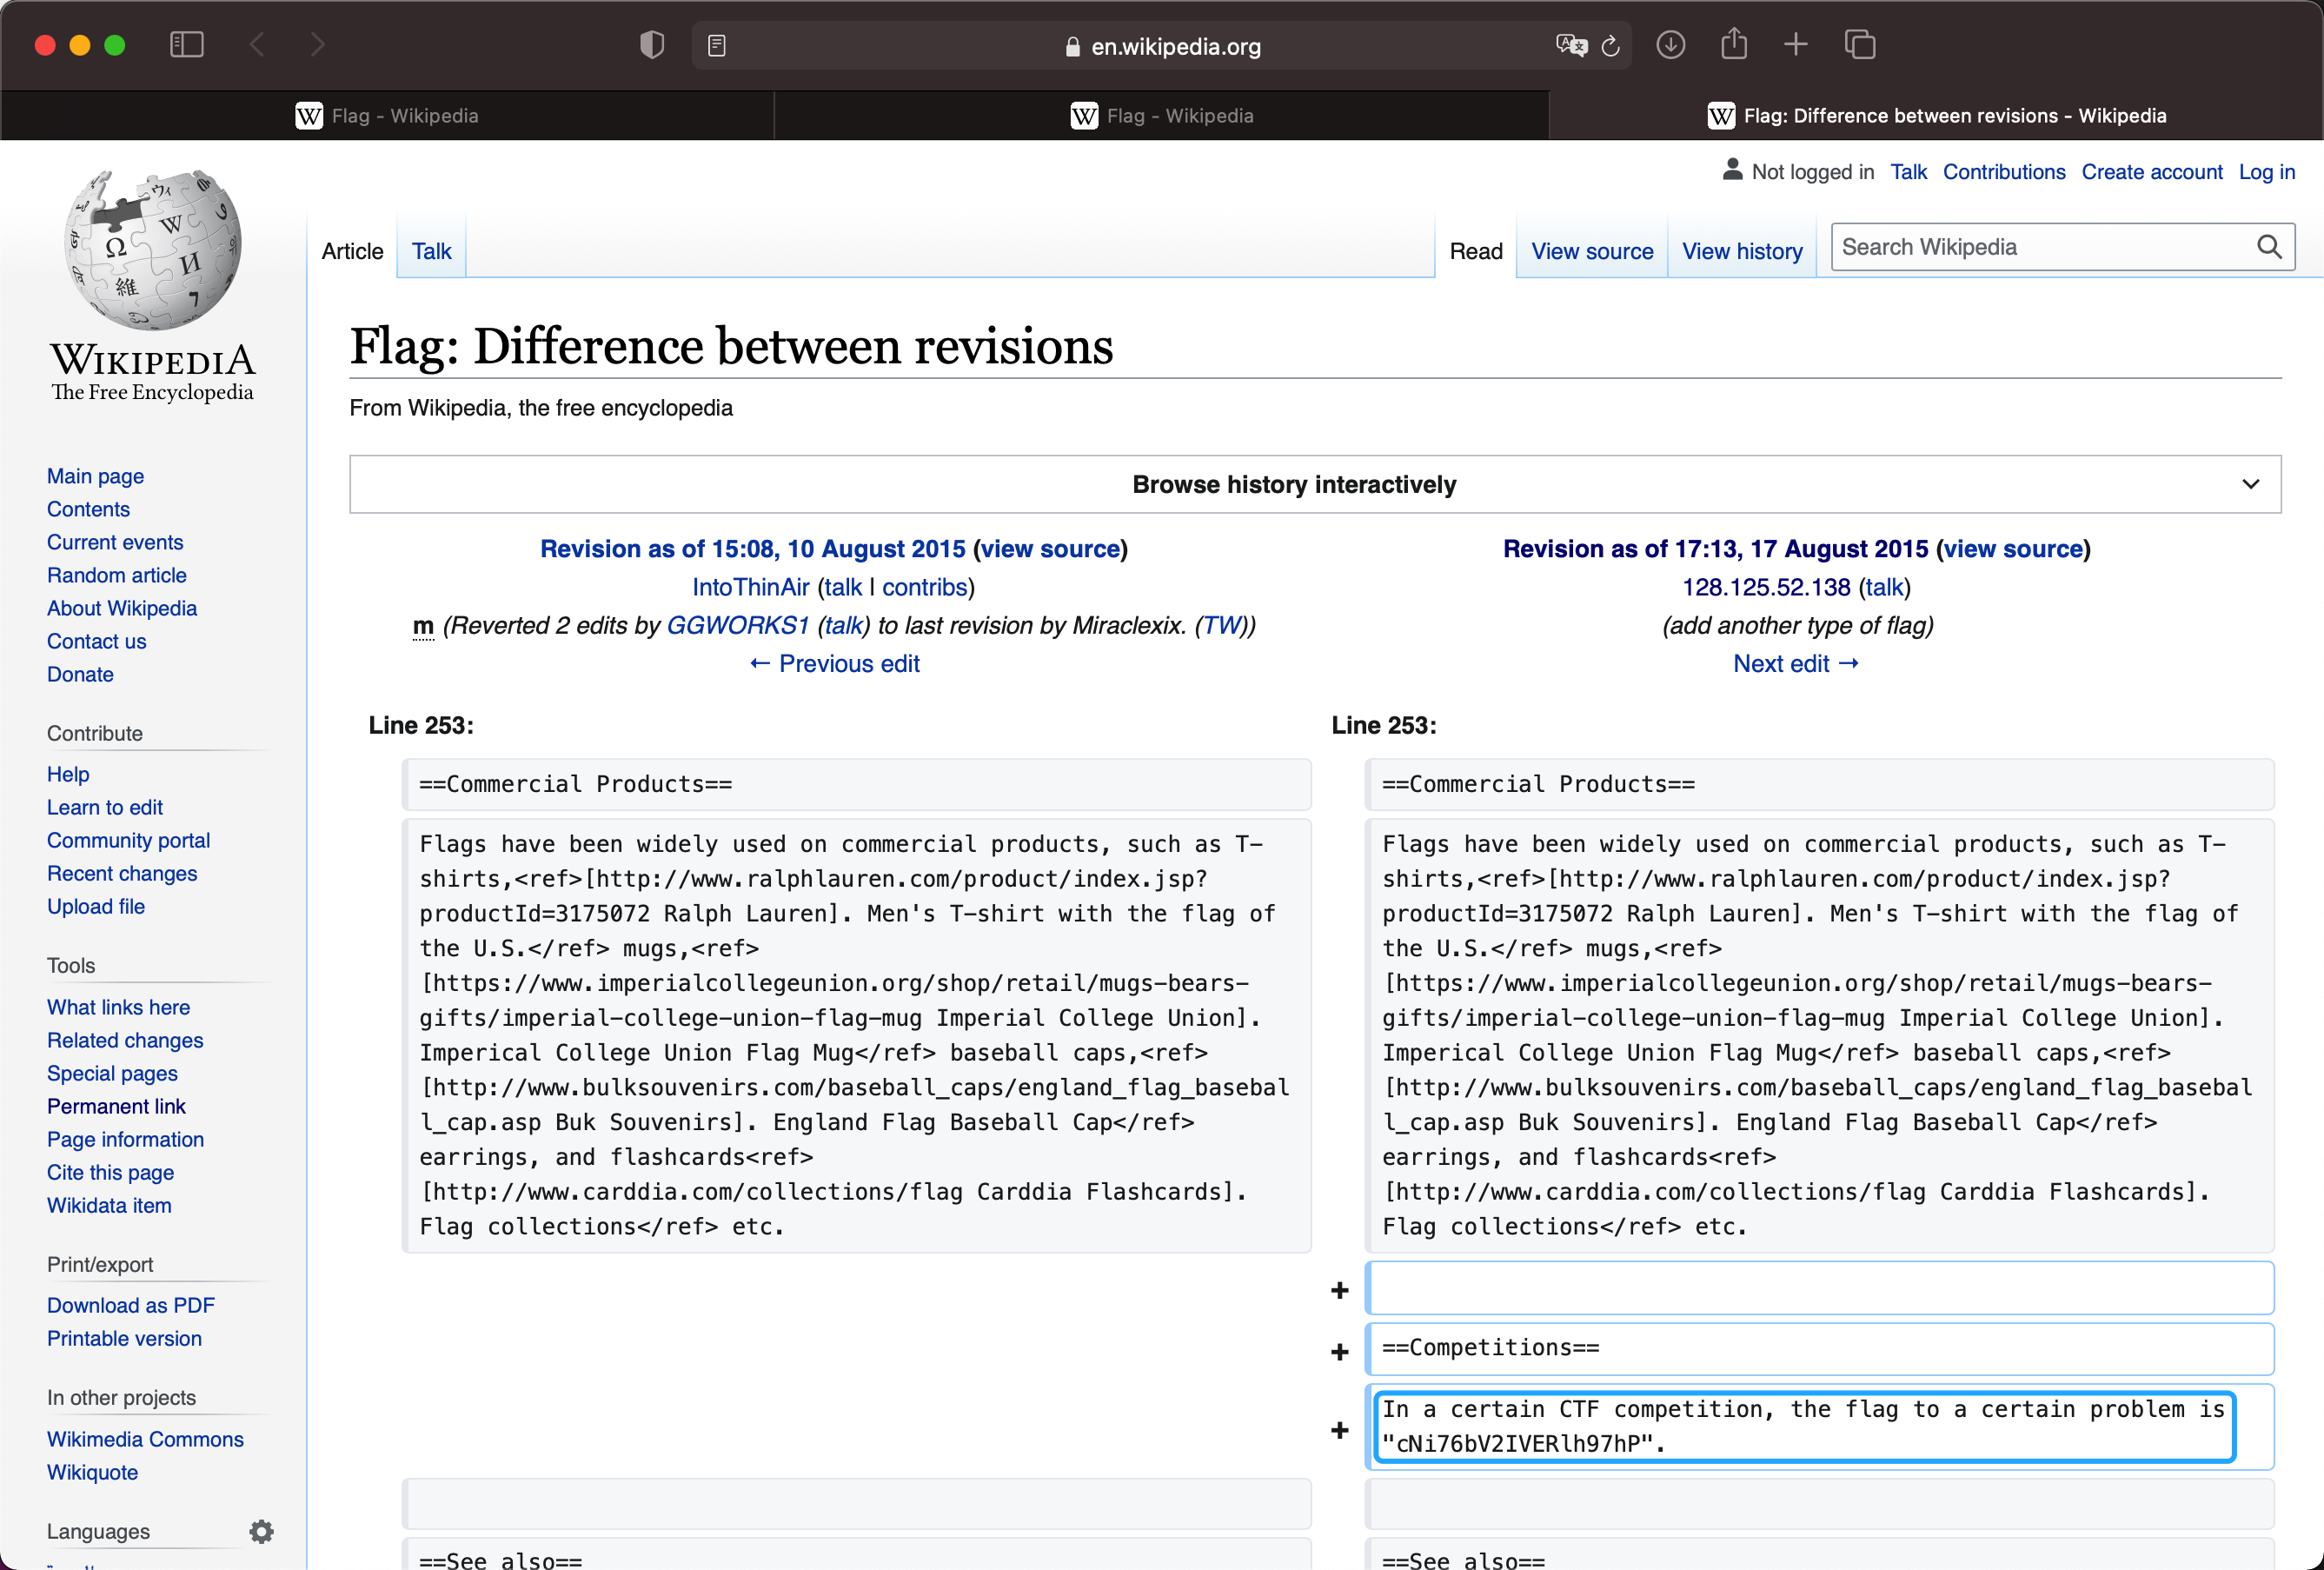 en.wikipedia.org
Flag - Wikipedia
Flag - Wikipedia
Flag: Difference between revisions - Wikipedia
Not logged in Talk Contributions Create account Log in
Article Talk Read View source View history Search Wikipedia
WIKIPEDIA
The Free Encyclopedia
Main page
Contents
Current events
Random article
About Wikipedia
Contact us
Donate
Contribute
Help
Learn to edit
Community portal
Recent changes
Upload file
Tools
What links here
Related changes
Special pages
Permanent link
Page information
Cite this page
Wikidata item
Print/export
Download as PDF
Printable version
In other projects
Wikimedia Commons
Wikiquote
Languages
Flag: Difference between revisions
From Wikipedia, the free encyclopedia
Browse history interactively
Revision as of 15:08, 10 August 2015 (view source)
IntoThinAir (talk | contribs)
m (Reverted 2 edits by GGWORKS1 (talk) to last revision by Miraclexix. (TW))
← Previous edit
Revision as of 17:13, 17 August 2015 (view source)
128.125.52.138 (talk)
(add another type of flag)
Next edit →
Line 253:
==Commercial Products==
Flags have been widely used on commercial products, such as T-
shirts,<ref>[http://www.ralphlauren.com/product/index.jsp?
productId=3175072 Ralph Lauren]. Men's T-shirt with the flag of
the U.S.</ref> mugs,<ref>
[https://www.imperialcollegeunion.org/shop/retail/mugs-bears-
gifts/imperial-college-union-flag-mug Imperial College Union].
Imperical College Union Flag Mug</ref> baseball caps,<ref>
[http://www.bulksouvenirs.com/baseball_caps/england_flag_basebal
l_cap.asp Buk Souvenirs]. England Flag Baseball Cap</ref>
earrings, and flashcards<ref>
[http://www.carddia.com/collections/flag Carddia Flashcards].
Flag collections</ref> etc.
==See also==
Line 253:
==Commercial Products==
Flags have been widely used on commercial products, such as T-
shirts,<ref>[http://www.ralphlauren.com/product/index.jsp?
productId=3175072 Ralph Lauren]. Men's T-shirt with the flag of
the U.S.</ref> mugs,<ref>
[https://www.imperialcollegeunion.org/shop/retail/mugs-bears-
gifts/imperial-college-union-flag-mug Imperial College Union].
Imperical College Union Flag Mug</ref> baseball caps,<ref>
[http://www.bulksouvenirs.com/baseball_caps/england_flag_basebal
l_cap.asp Buk Souvenirs]. England Flag Baseball Cap</ref>
earrings, and flashcards<ref>
[http://www.carddia.com/collections/flag Carddia Flashcards].
Flag collections</ref> etc.
+
+ ==Competitions==
+ In a certain CTF competition, the flag to a certain problem is
"cNi76bV2IVERlh97hP".
==See also==